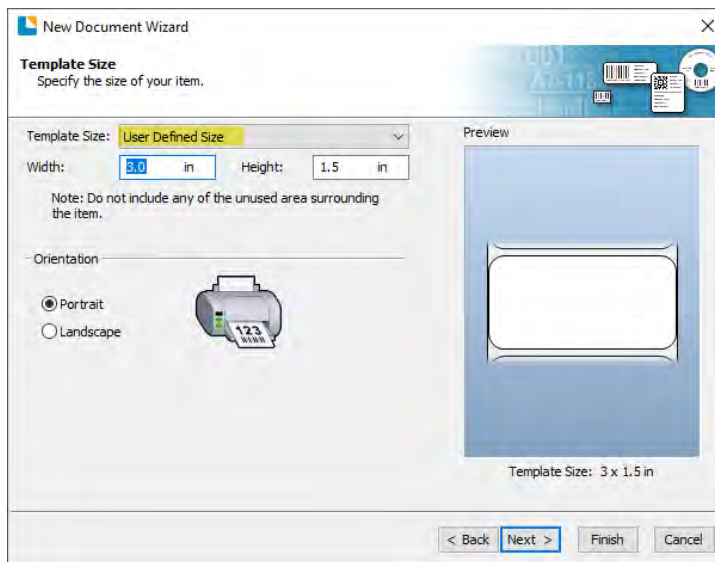 New Document Wizard
Template Size
Specify the size of your item.
Template Size: User Defined Size
Width: 3.0 in Height: 1.5 in
Note: Do not include any of the unused area surrounding
the item.
Orientation
Portrait
Landscape
123
Preview
Template Size: 3 x 1.5 in
< Back Next > Finish Cancel